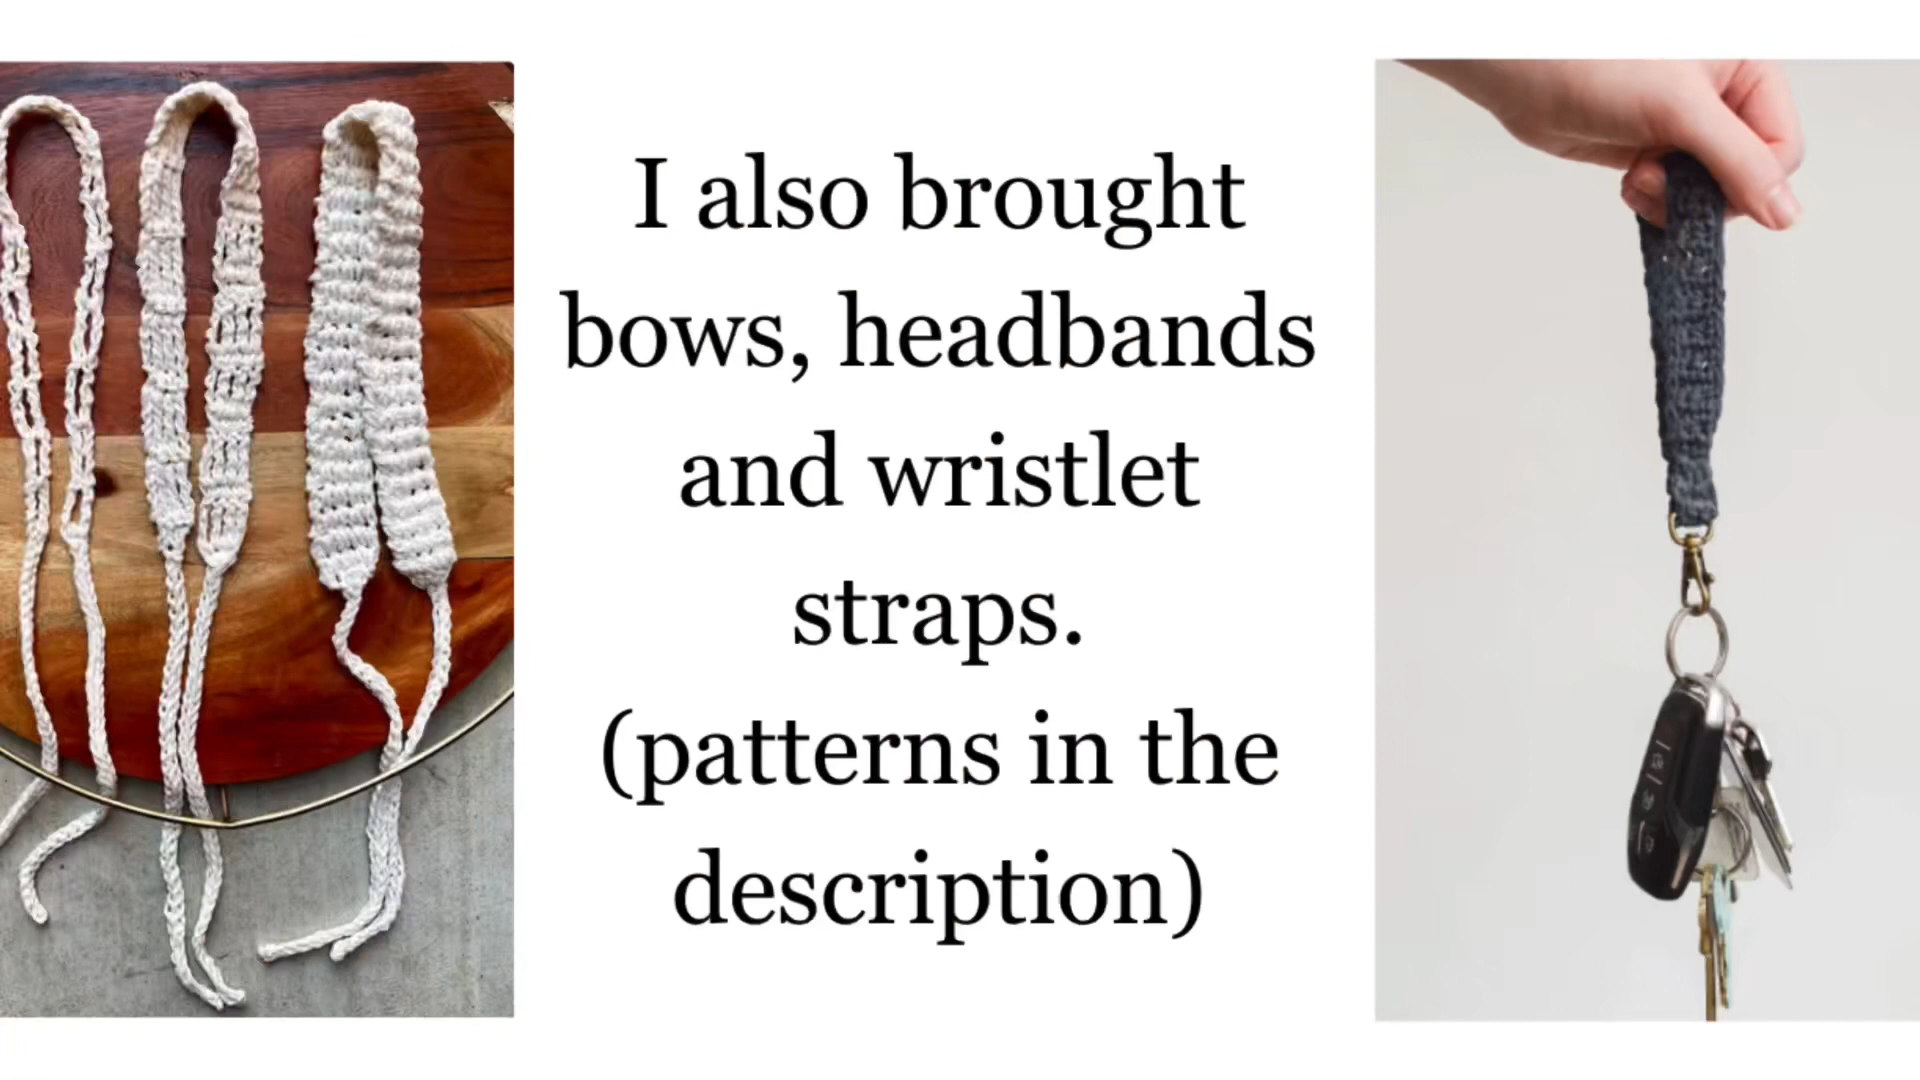 I also brought
bows, headbands
and wristlet
straps.
(patterns in the
description)